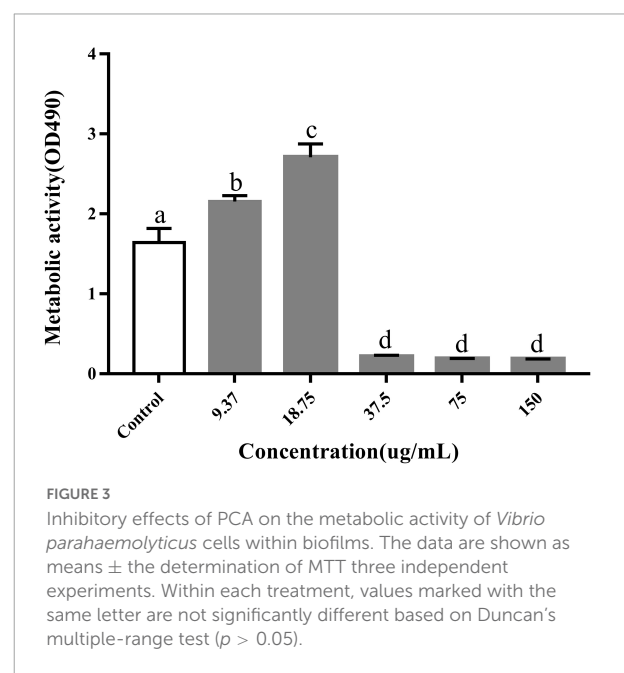 4
3
2
1
0
Metabolic activity(OD490)
a
b
c
d
d
d
Control
9.37
18.75
37.5
75
150
Concentration(ug/mL)
FIGURE 3
Inhibitory effects of PCA on the metabolic activity of Vibrio
parahaemolyticus cells within biofilms. The data are shown as
means ± the determination of MTT three independent
experiments. Within each treatment, values marked with the
same letter are not significantly different based on Duncan’s
multiple-range test (p > 0.05).